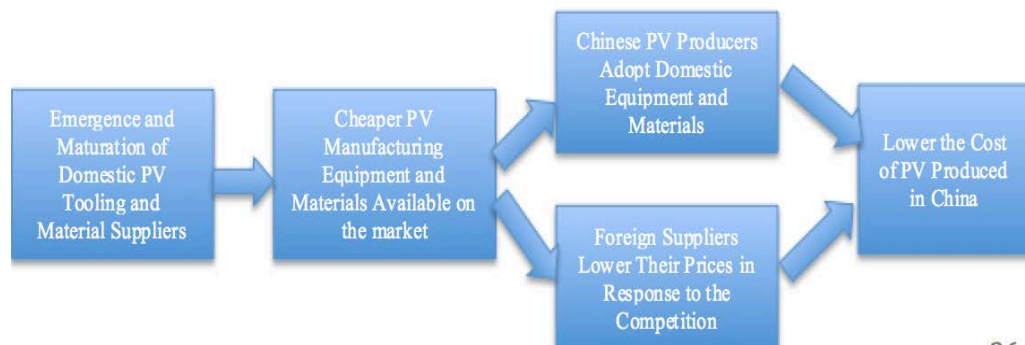 Emergence and
Maturation of
Domestic PV
Tooling and
Material Suppliers
Cheaper PV
Manufacturing
Equipment and
Materials Available on
the market
Chinese PV Producers
Adopt Domestic
Equipment and
Materials
Foreign Suppliers
Lower Their Prices in
Response to the
Competition
Lower the Cost
of PV Produced
in China